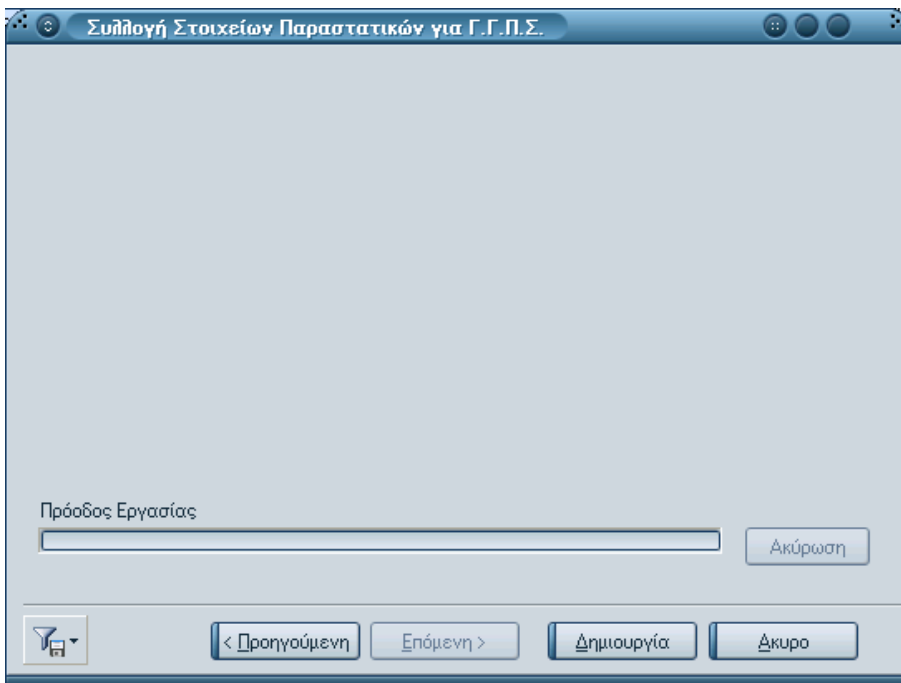 Συλλογή Στοιχείων Παραστατικών για Γ.Γ.Π.Σ.
Πρόοδος Εργασίας
Ακύρωση
< Προηγούμενη
Επόμενη >
Δημιουργία
Ακυρο